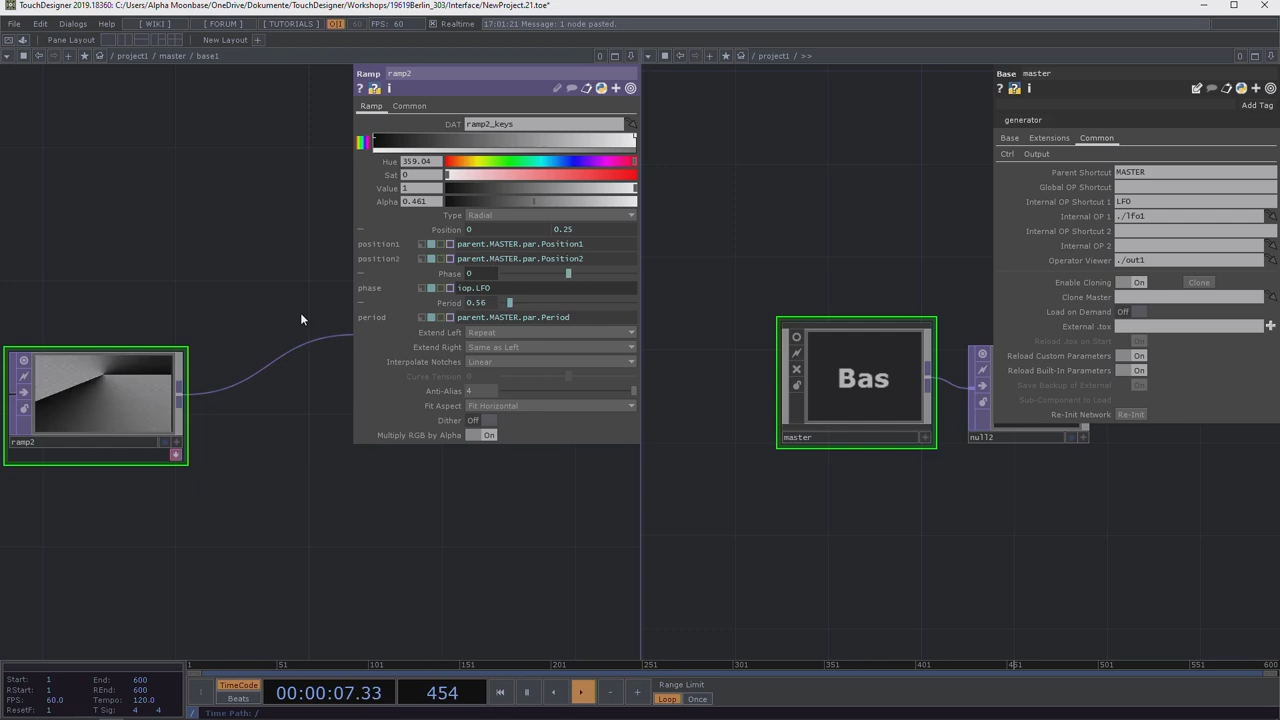 TouchDesigner 2019.18360: C:/Users/Alpha Moonbase/OneDrive/Dokumente/TouchDesigner/Workshops/19619Berlin_303/Interface/NewProject.21.toe*
File Edit Dialogs Help [ WIKI ] [ FORUM ] [ TUTORIALS ] O|I 60 FPS: 60 Realtime 17:01:21 Message: 1 node pasted.
Pane Layout New Layout +
/ project1 / master / base1 0
/ project1 / >> 0
Ramp ramp2
Ramp Common
DAT ramp2_keys
Hue 359.04
Sat 0
Value 1
Alpha 0.461
Type Radial
Position 0 0.25
position1 parent.MASTER.par.Position1
position2 parent.MASTER.par.Position2
Phase 0
phase iop.LFO
Period 0.56
period parent.MASTER.par.Period
Extend Left Repeat
Extend Right Same as Left
Interpolate Notches Linear
Curve Tension 0
Anti-Alias 4
Fit Aspect Fit Horizontal
Dither Off
Multiply RGB by Alpha On
ramp2
Bas
master
null2
Base master
Add Tag
generator
Base Extensions Common
Ctrl Output
Parent Shortcut MASTER
Global OP Shortcut
Internal OP Shortcut 1 LFO
Internal OP 1 ./lfo1
Internal OP Shortcut 2
Internal OP 2
Operator Viewer ./out1
Enable Cloning On Clone
Clone Master
Load on Demand Off
External .tox
Reload .tox on Start On
Reload Custom Parameters On
Reload Built-In Parameters On
Save Backup of External On
Sub-Component to Load
Re-Init Network Re-Init
1 51 101 151 201 251 301 351 401 451 501 551 600
Start: 1 End: 600
RStart: 1 REnd: 600
FPS: 60.0 Tempo: 120.0
ResetF: 1 T Sig: 4 4
TimeCode
Beats
00:00:07.33
454
Range Limit
Loop Once
/ Time Path: /